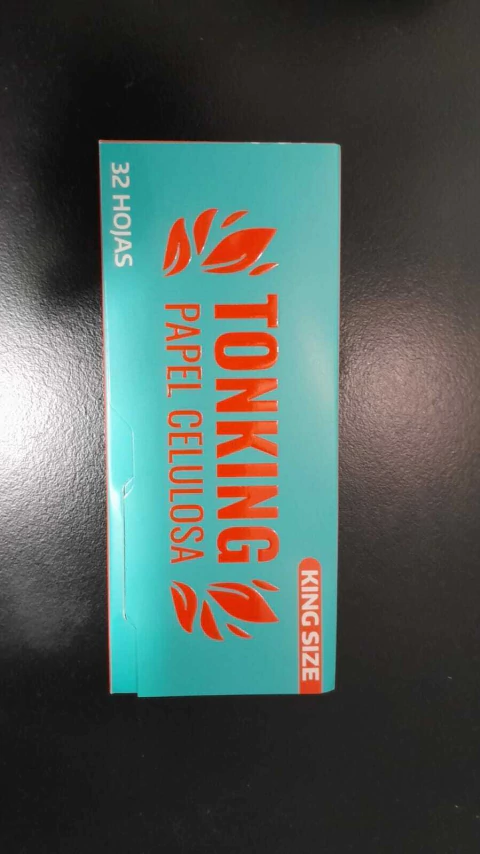 KING SIZE
TONKING
PAPEL CELULOSA
32 HOJAS